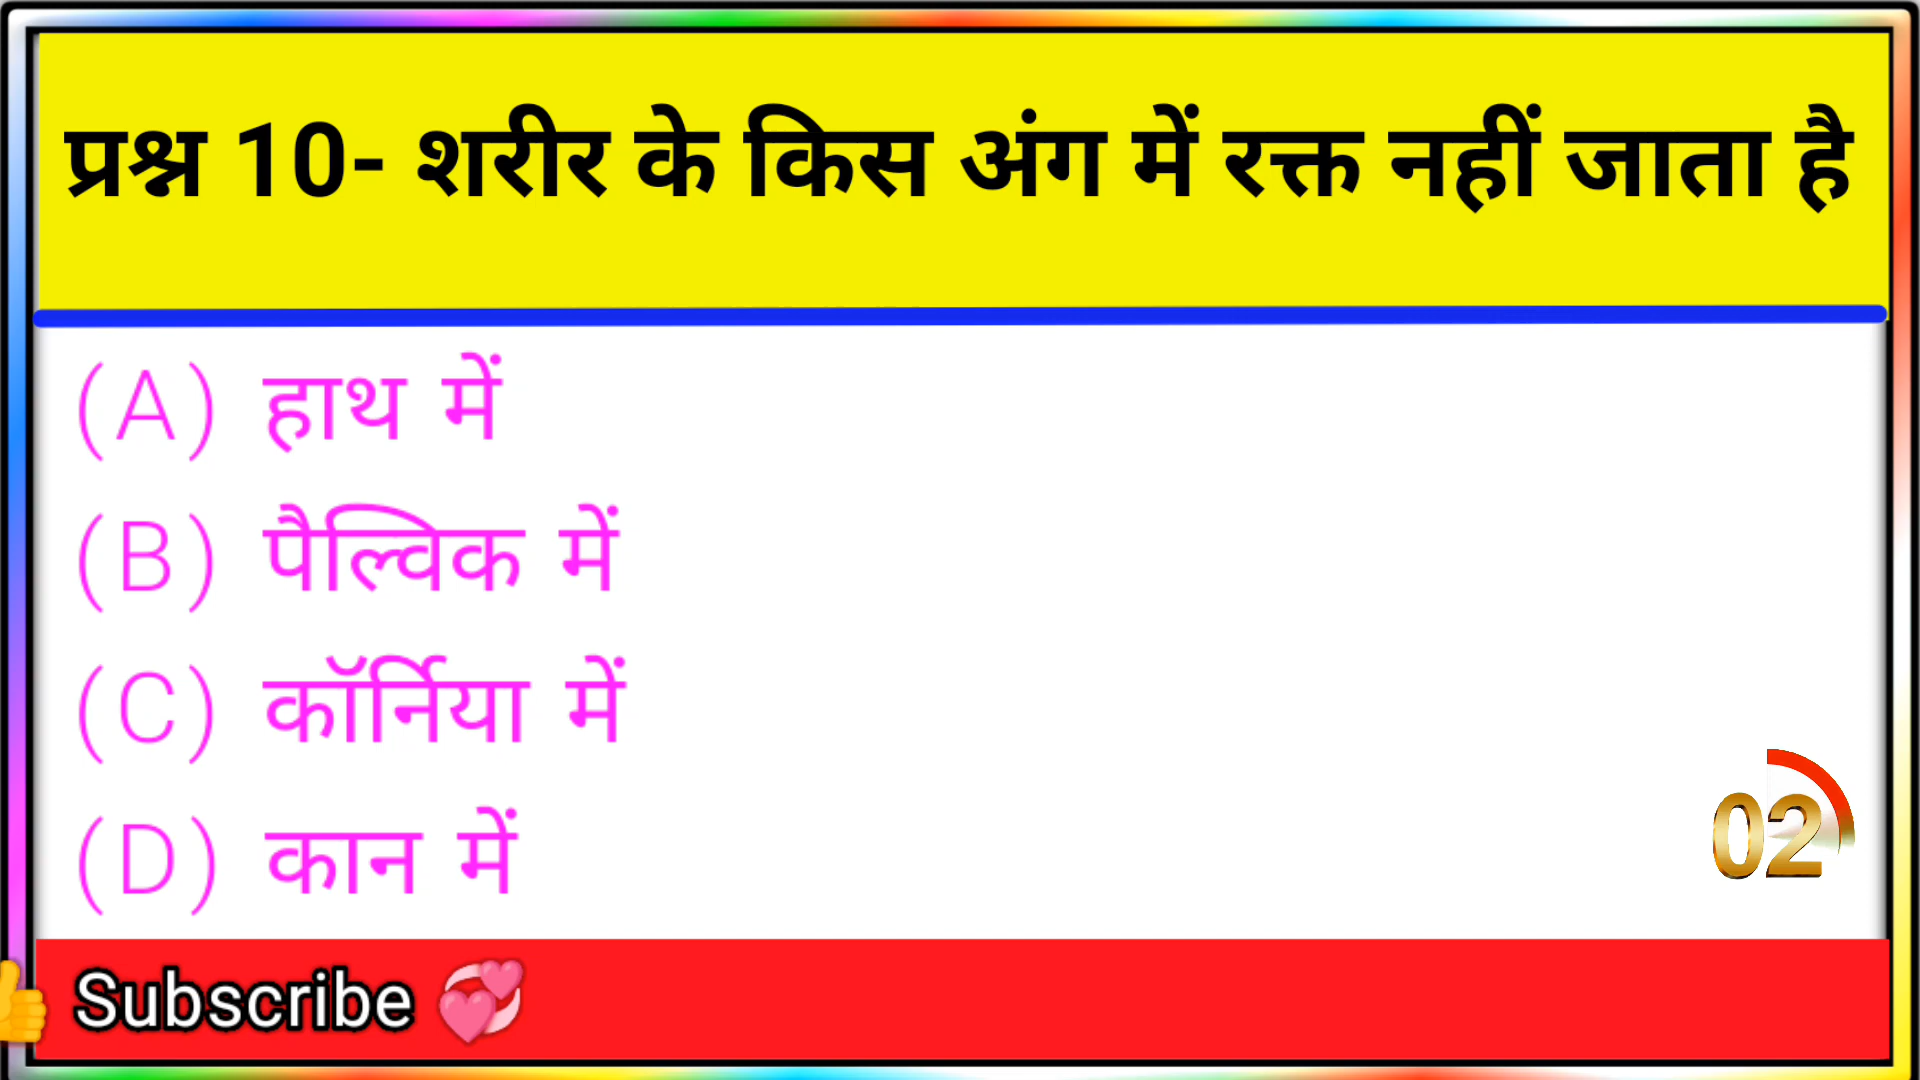 प्रश्न 10- शरीर के किस अंग में रक्त नहीं जाता है
(A) हाथ में
(B) पैल्विक में
(C) कॉर्निया में
(D) कान में
02
Subscribe